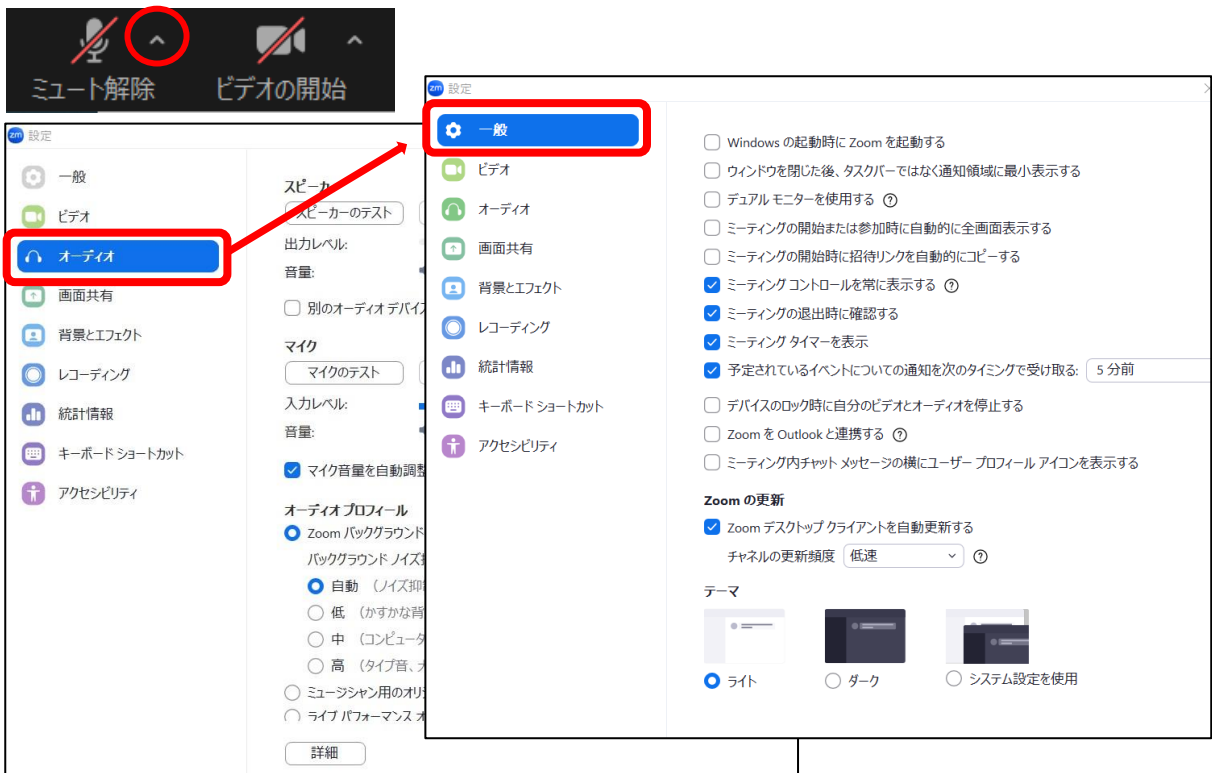 ミュート解除
ビデオの開始
zm 設定
一般
ビデオ
オーディオ
画面共有
背景とエフェクト
レコーディング
統計情報
キーボード ショートカット
アクセシビリティ
スピーカ
スピーカーのテスト
出力レベル:
音量:
別のオーディオ デバイ
マイク
マイクのテスト
入力レベル:
音量:
マイク音量を自動調整
オーディオ プロフィール
Zoom バックグラウンド
バックグラウンド ノイズ
自動 (ノイズ抑
低 (かすかな背
中 (コンピュータ
高 (タイプ音、
ミュージシャン用のオリ
ライブ パフォーマンス オ
詳細
zm 設定
一般
ビデオ
オーディオ
画面共有
背景とエフェクト
レコーディング
統計情報
キーボード ショートカット
アクセシビリティ
Windows の起動時に Zoom を起動する
ウィンドウを閉じた後、タスクバーではなく通知領域に最小表示する
デュアル モニターを使用する ?
ミーティングの開始または参加時に自動的に全画面表示する
ミーティングの開始時に招待リンクを自動的にコピーする
ミーティング コントロールを常に表示する ?
ミーティングの退出時に確認する
ミーティング タイマーを表示
予定されているイベントについての通知を次のタイミングで受け取る: 5 分前
デバイスのロック時に自分のビデオとオーディオを停止する
Zoom を Outlook と連携する ?
ミーティング内チャット メッセージの横にユーザー プロフィール アイコンを表示する
Zoom の更新
Zoom デスクトップ クライアントを自動更新する
チャネルの更新頻度 低速 ?
テーマ
ライト
ダーク
システム設定を使用